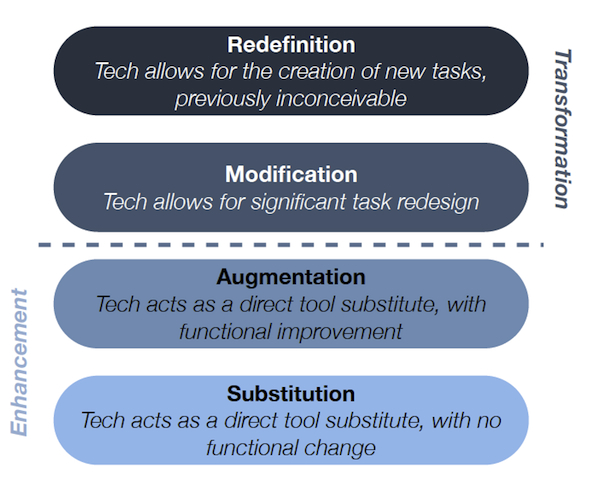 Redefinition
Tech allows for the creation of new tasks,
previously inconceivable
Transformation
Modification
Tech allows for significant task redesign
Augmentation
Tech acts as a direct tool substitute, with
functional improvement
Enhancement
Substitution
Tech acts as a direct tool substitute, with no
functional change